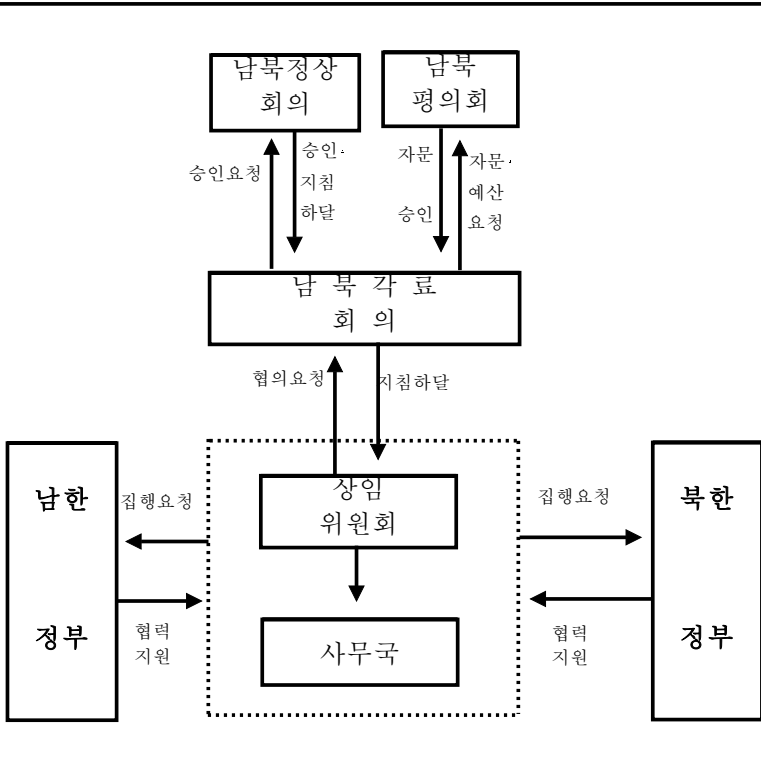 남북정상
회의
남북
평의회
승인요청
승인·
지침
하달
자문
승인
자문·
예산
요청
남 북 각 료
회 의
협의요청
지침하달
남한
정부
집행요청
협력
지원
상임
위원회
사무국
집행요청
협력
지원
북한
정부